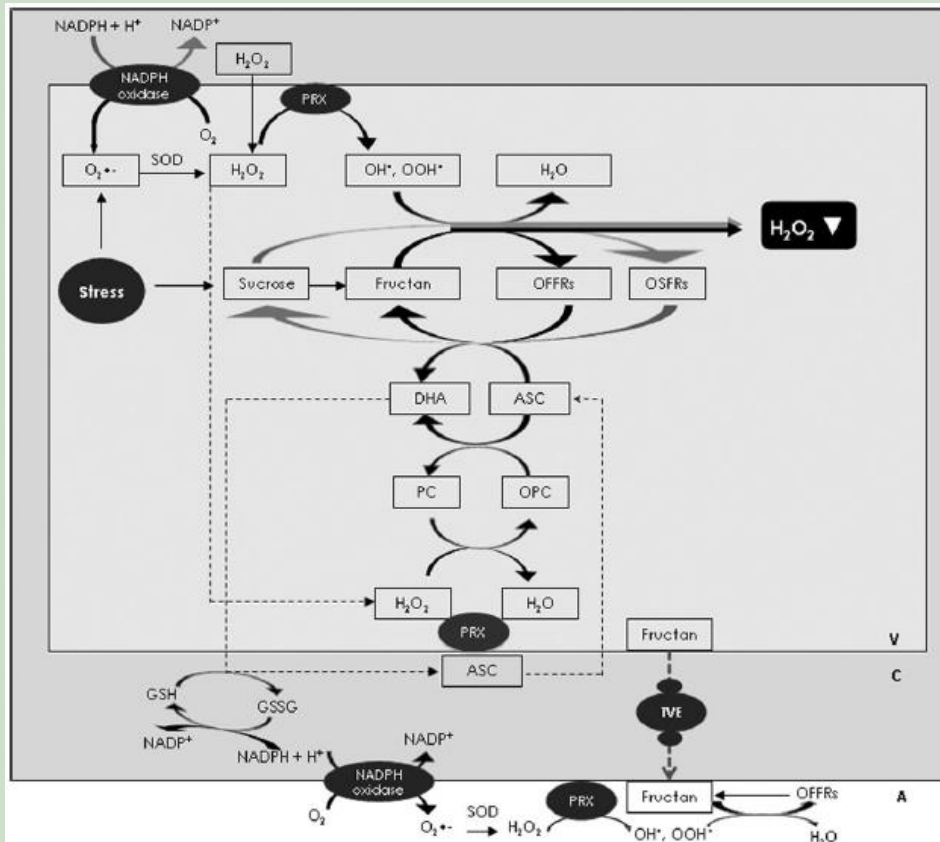 NADPH + H⁺ NADP⁺
H₂O₂
NADPH
oxidase
PRX
O₂
O₂•- SOD H₂O₂ OH•, OOH• H₂O
H₂O₂ ▼
Stress
Sucrose Fructan OFFRs OSFRs
DHA ASC
PC OPC
H₂O₂ H₂O
PRX
Fructan
V
ASC
C
GSH
GSSG
TVE
NADP⁺
NADPH + H⁺
NADP⁺
NADPH
oxidase
O₂
O₂•- SOD H₂O₂
PRX
Fructan
OFFRs
A
OH•, OOH•
H₂O